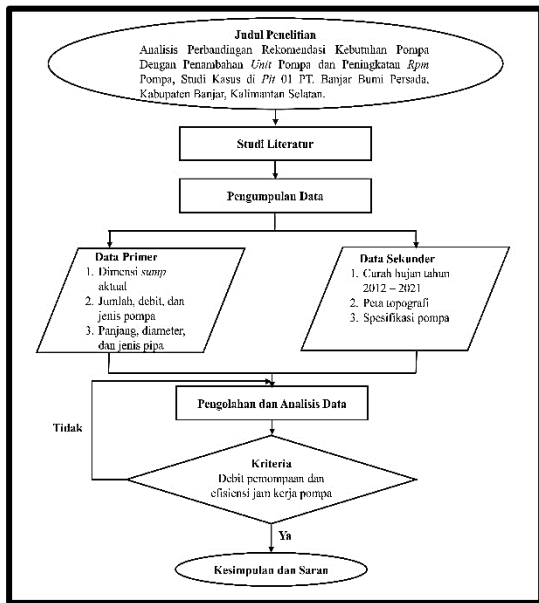 Judul Penelitian
Analisis Perbandingan Rekomendasi Kebutuhan Pompa
Dengan Penambahan Unit Pompa dan Peningkatan Rpm
Pompa, Studi Kasus di Pit 01 PT. Banjar Bumi Persada.
Kabupaten Banjar, Kalimantan Selatan.
Studi Literatur
Pengumpulan Data
Data Primer
1. Dimensi sump
aktual
2. Jumlah, debit, dan
jenis pompa
3. Panjang, diameter,
dan jenis pipa
Data Sekunder
1. Curah hujan tahun
2012 – 2021
2. Peta topografi
3. Spesifikasi pompa
Pengolahan dan Analisis Data
Tidak
Kriteria
Debit pemompaan dan
efisiensi jam kerja pompa
Ya
Kesimpulan dan Saran